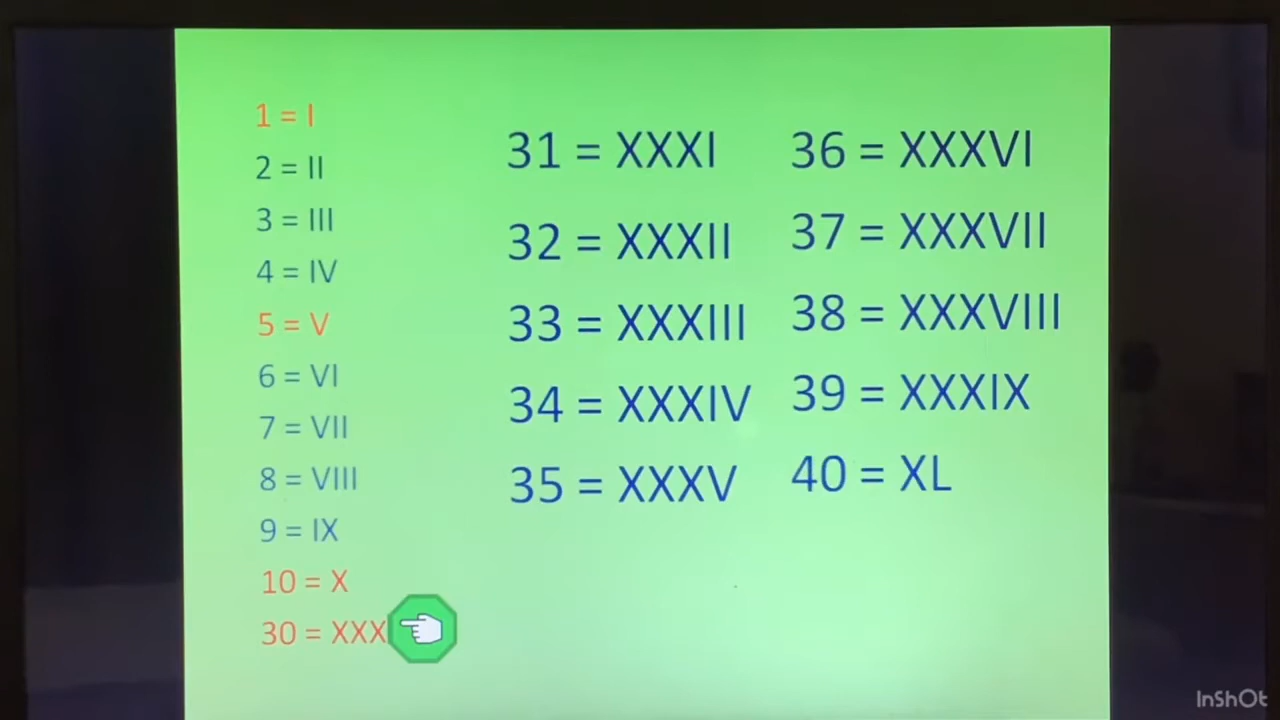 1 = I
2 = II
3 = III
4 = IV
5 = V
6 = VI
7 = VII
8 = VIII
9 = IX
10 = X
30 = XXX
31 = XXXI
32 = XXXII
33 = XXXIII
34 = XXXIV
35 = XXXV
36 = XXXVI
37 = XXXVII
38 = XXXVIII
39 = XXXIX
40 = XL
InShOt